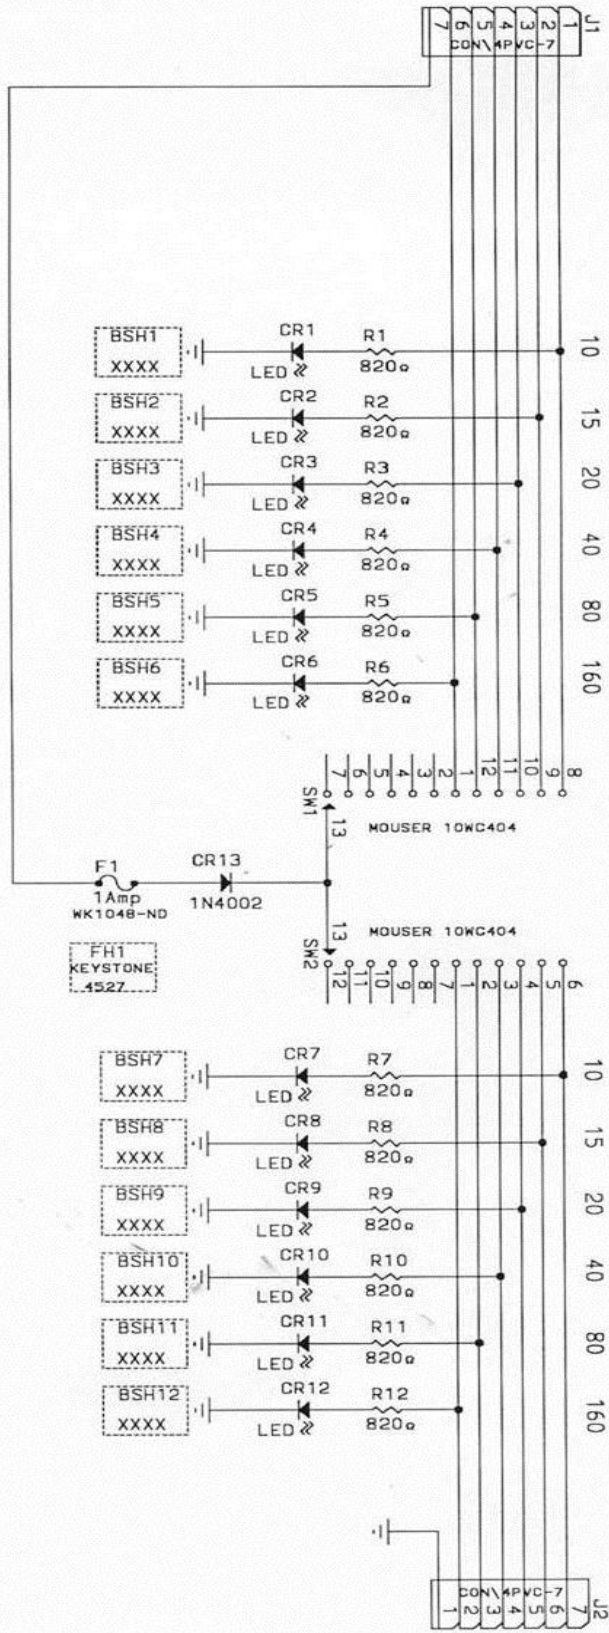 J1
7 6 5 4 3 2 1
CON\4PVC-7
BSH1 CR1 R1 10
XXXX LED 820Ω
BSH2 CR2 R2 15
XXXX LED 820Ω
BSH3 CR3 R3 20
XXXX LED 820Ω
BSH4 CR4 R4 40
XXXX LED 820Ω
BSH5 CR5 R5 80
XXXX LED 820Ω
BSH6 CR6 R6 160
XXXX LED 820Ω
7 6 5 4 3 2 1 12 11 10 9 8
SW1 13 MOUSER 10WC404
F1 CR13
1Amp 1N4002
WK1048-ND
FH1
KEYSTONE
4527
SW2 13 MOUSER 10WC404
12 11 10 9 8 7 1 2 3 4 5 6
BSH7 CR7 R7 10
XXXX LED 820Ω
BSH8 CR8 R8 15
XXXX LED 820Ω
BSH9 CR9 R9 20
XXXX LED 820Ω
BSH10 CR10 R10 40
XXXX LED 820Ω
BSH11 CR11 R11 80
XXXX LED 820Ω
BSH12 CR12 R12 160
XXXX LED 820Ω
CON\4PVC-7
1 2 3 4 5 6 7
J2